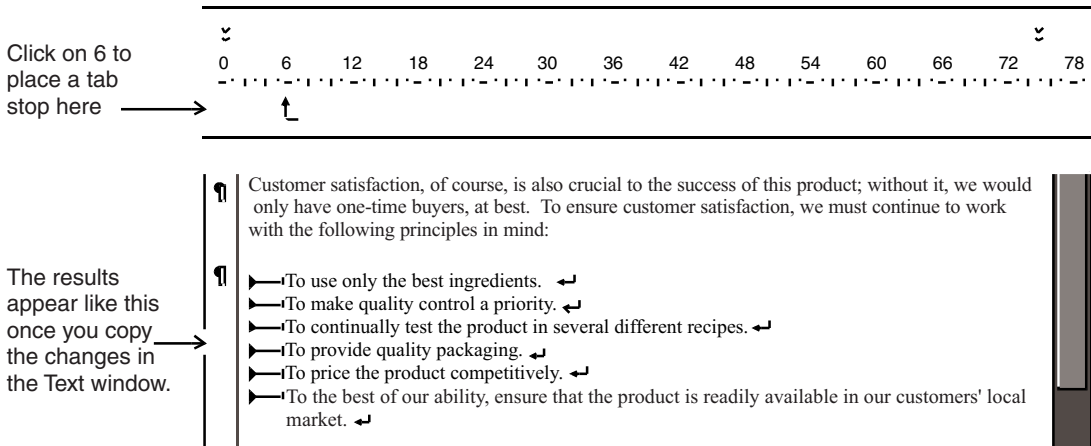 Click on 6 to
place a tab
stop here
0 6 12 18 24 30 36 42 48 54 60 66 72 78
¶ Customer satisfaction, of course, is also crucial to the success of this product; without it, we would
only have one-time buyers, at best. To ensure customer satisfaction, we must continue to work
with the following principles in mind:
The results
appear like this
once you copy
the changes in
the Text window.
¶
To use only the best ingredients.
To make quality control a priority.
To continually test the product in several different recipes.
To provide quality packaging.
To price the product competitively.
To the best of our ability, ensure that the product is readily available in our customers' local
market.